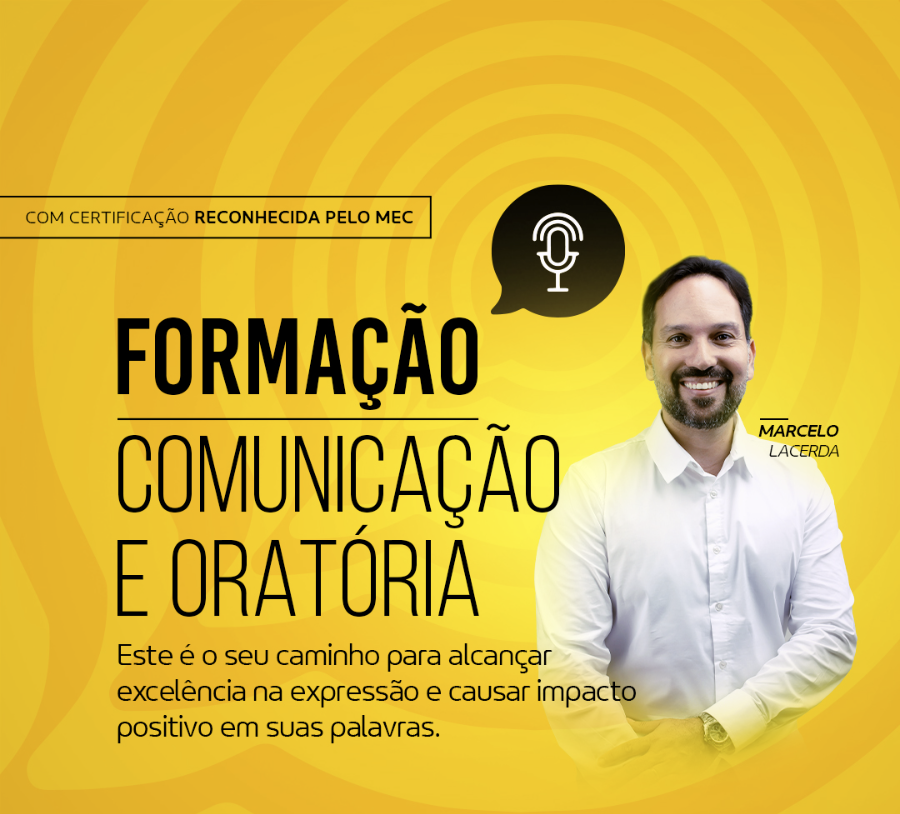 COM CERTIFICAÇÃO RECONHECIDA PELO MEC
FORMAÇÃO
COMUNICAÇÃO
E ORATÓRIA
Este é o seu caminho para alcançar
excelência na expressão e causar impacto
positivo em suas palavras.
MARCELO
LACERDA